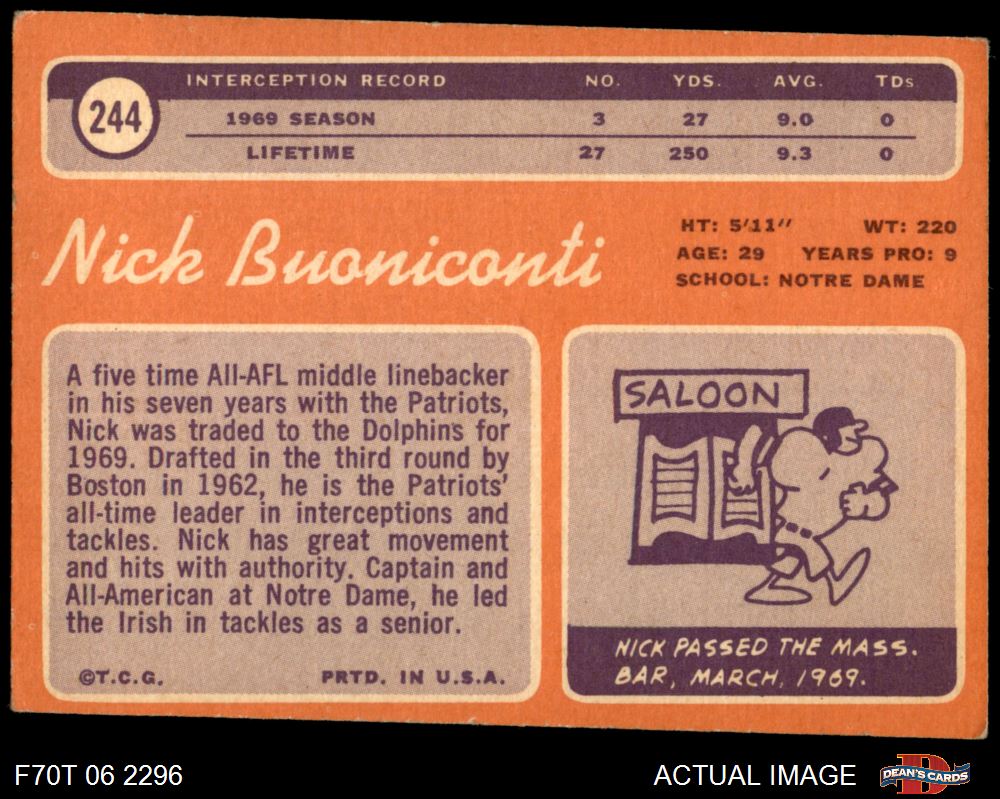 244
INTERCEPTION RECORD NO. YDS. AVG. TDs
1969 SEASON 3 27 9.0 0
LIFETIME 27 250 9.3 0
Nick Buoniconti
HT: 5'11" WT: 220
AGE: 29 YEARS PRO: 9
SCHOOL: NOTRE DAME
A five time All-AFL middle linebacker
in his seven years with the Patriots,
Nick was traded to the Dolphins for
1969. Drafted in the third round by
Boston in 1962, he is the Patriots'
all-time leader in interceptions and
tackles. Nick has great movement
and hits with authority. Captain and
All-American at Notre Dame, he led
the Irish in tackles as a senior.
©T.C.G. PRTD. IN U.S.A.
SALOON
NICK PASSED THE MASS.
BAR, MARCH, 1969.
F70T 06 2296
ACTUAL IMAGE
D
DEAN'S CARDS